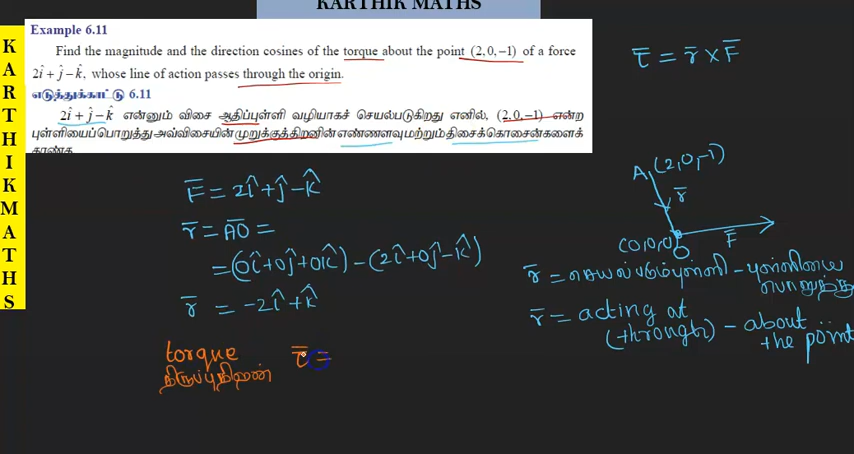 KARTHIK MATHS
K
A
R
T
H
I
K
M
A
T
H
S
Example 6.11
Find the magnitude and the direction cosines of the torque about the point (2, 0, −1) of a force
2î + ĵ − k̂, whose line of action passes through the origin.
எடுத்துக்காட்டு 6.11
2î + ĵ − k̂ என்னும் விசை ஆதிப்புள்ளி வழியாகச் செயல்படுகிறது எனில், (2, 0, −1) என்ற
புள்ளியைப்பொறுத்து அவ்விசையின் முறுக்குத்திறனின் எண்ணளவு மற்றும் திசைக்கொசைன்களைக்
காண்க
τ̄ = r̄ × F̄
F̄ = 2î + ĵ − k̂
r̄ = A̅O̅ =
= (0î + 0ĵ + 0k̂) − (2î + 0ĵ − k̂)
r̄ = −2î + k̂
A (2, 0, −1)
r̄
(0,0,0)
O
F̄
r̄ = செயல்படும்புள்ளி − புள்ளியை
பொறுத்து
r̄ = acting at
(through) − about
the point
torque
திருப்புதிறன்
τ̄ =